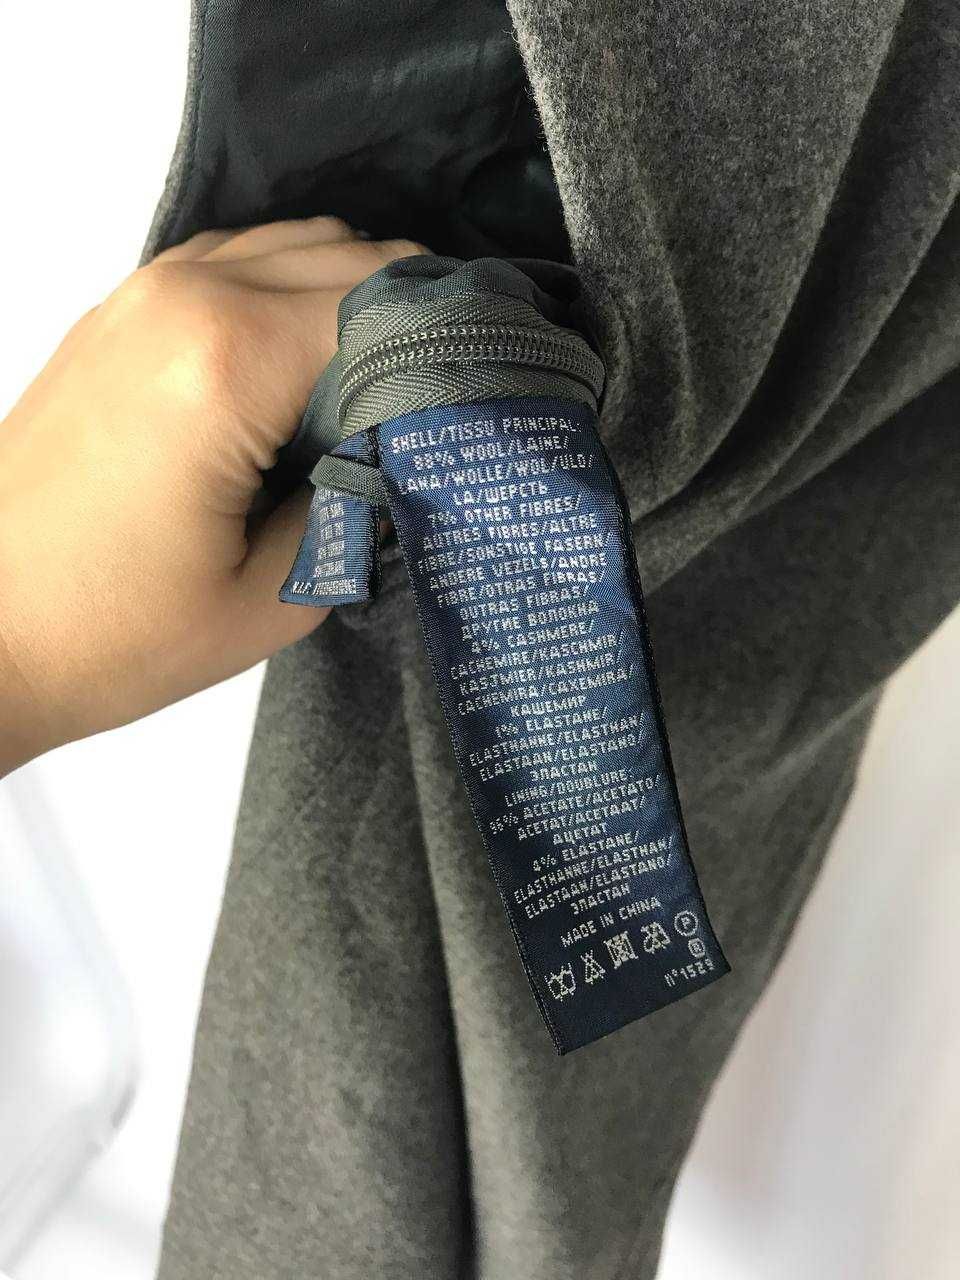 SHELL/TISSU PRINCIPAL:
88% WOOL/LAINE/
LANA/WOLLE/WOL/ULD/
LA/ШЕРСТЬ
7% OTHER FIBRES/
AUTRES FIBRES/ALTRE
FIBRE/SONSTIGE FASERN/
ANDERE VEZELS/ANDRE
FIBRE/OTRAS FIBRAS/
OUTRAS FIBRAS/
ДРУГИЕ ВОЛОКНА
4% CASHMERE/
CACHEMIRE/KASCHMIR/
KASJMIER/KASHMIR/
CACHEMIRA/CAXEMIRA/
КАШЕМИР
1% ELASTANE/
ELASTHANNE/ELASTHAN/
ELASTAAN/ELASTANO/
ЭЛАСТАН
LINING/DOUBLURE:
96% ACETATE/ACETATO/
ACETAT/ACETAAT/
АЦЕТАТ
4% ELASTANE/
ELASTHANNE/ELASTHAN/
ELASTAAN/ELASTANO/
ЭЛАСТАН
MADE IN CHINA
P
n°1529